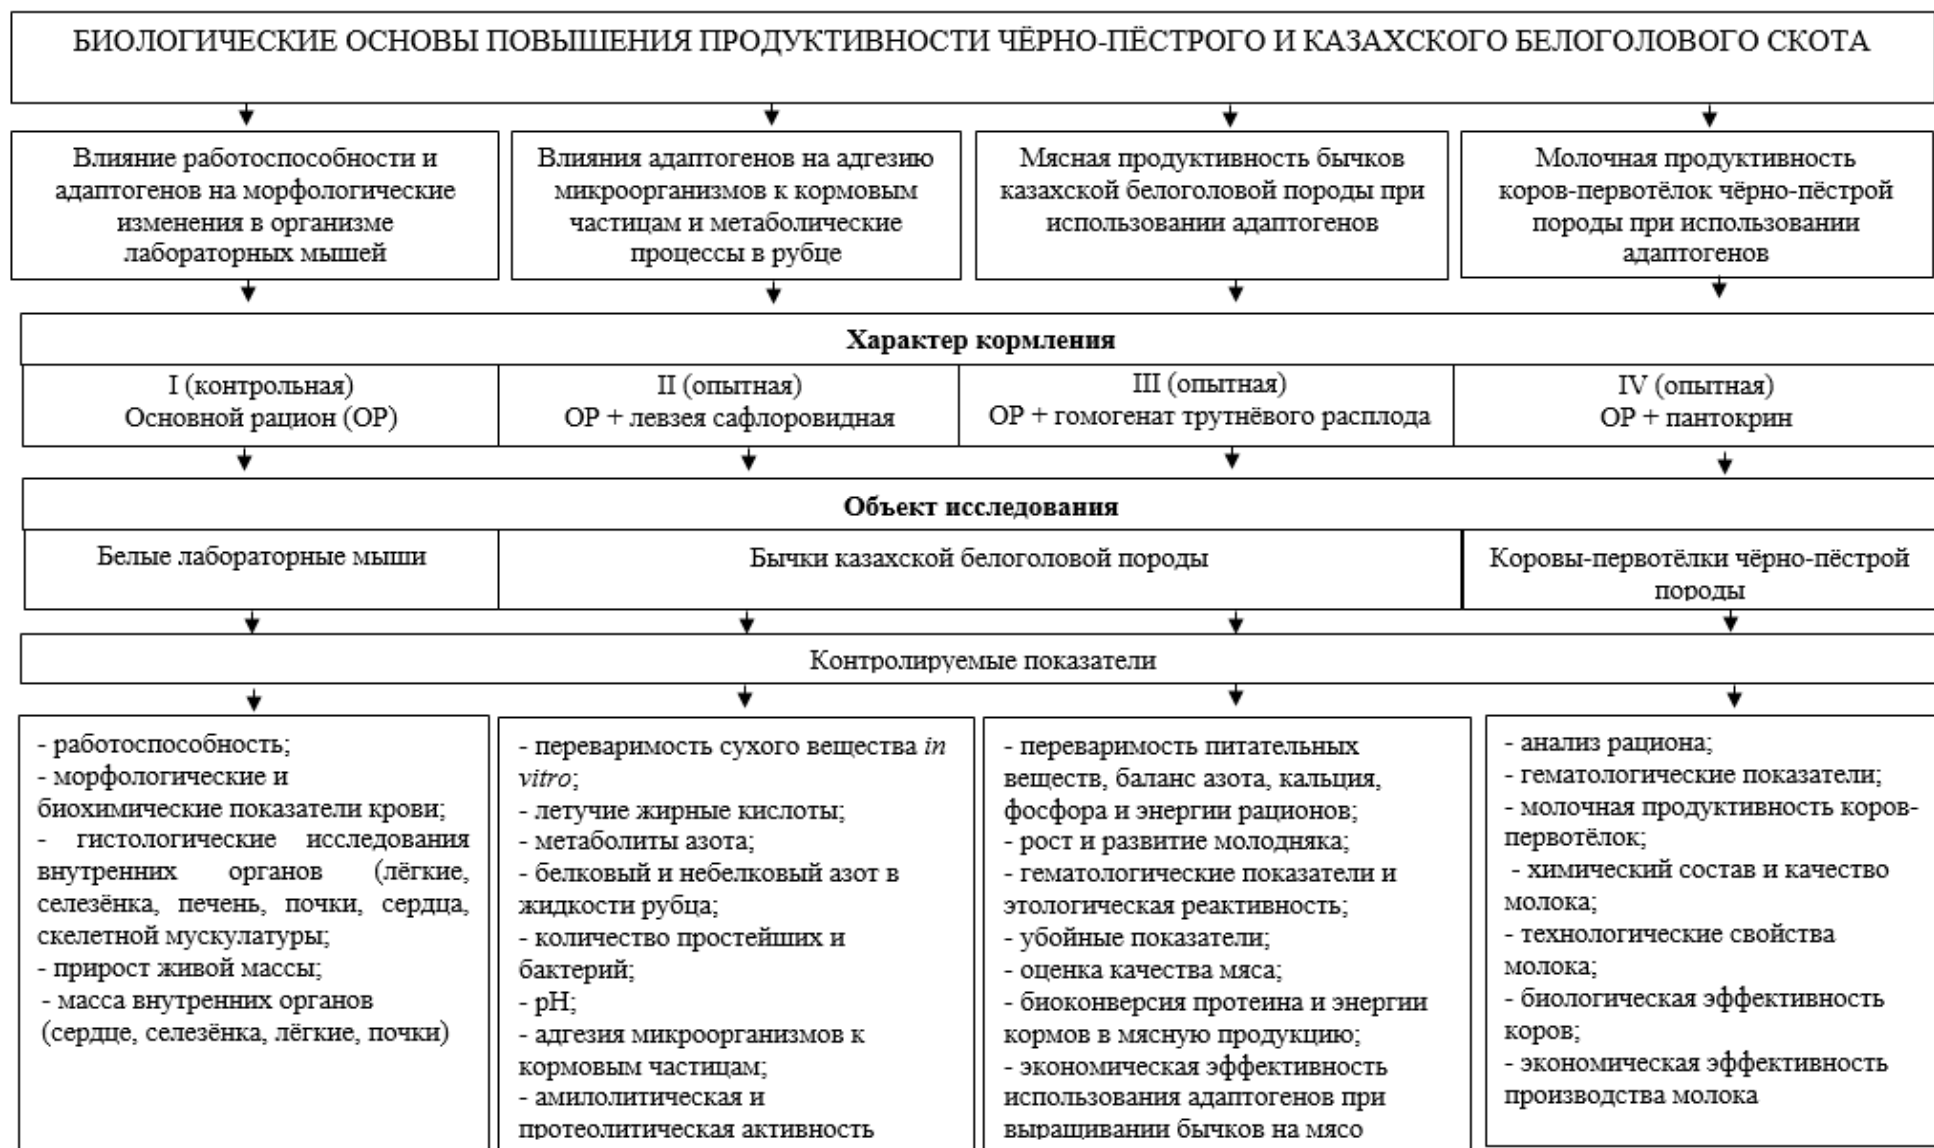 БИОЛОГИЧЕСКИЕ ОСНОВЫ ПОВЫШЕНИЯ ПРОДУКТИВНОСТИ ЧЁРНО-ПЁСТРОГО И КАЗАХСКОГО БЕЛОГОЛОВОГО СКОТА
Влияние работоспособности и
адаптогенов на морфологические
изменения в организме
лабораторных мышей
Влияния адаптогенов на адгезию
микроорганизмов к кормовым
частицам и метаболические
процессы в рубце
Мясная продуктивность бычков
казахской белоголовой породы при
использовании адаптогенов
Молочная продуктивность
коров-первотёлок чёрно-пёстрой
породы при использовании
адаптогенов
Характер кормления
I (контрольная)
Основной рацион (ОР)
II (опытная)
ОР + левзея сафлоровидная
III (опытная)
ОР + гомогенат трутнёвого расплода
IV (опытная)
ОР + пантокрин
Объект исследования
Белые лабораторные мыши
Бычки казахской белоголовой породы
Коровы-первотёлки чёрно-пёстрой
породы
Контролируемые показатели
- работоспособность;
- морфологические и
биохимические показатели крови;
- гистологические исследования
внутренних органов (лёгкие,
селезёнка, печень, почки, сердца,
скелетной мускулатуры;
- прирост живой массы;
- масса внутренних органов
(сердце, селезёнка, лёгкие, почки)
- переваримость сухого вещества in
vitro;
- летучие жирные кислоты;
- метаболиты азота;
- белковый и небелковый азот в
жидкости рубца;
- количество простейших и
бактерий;
- рН;
- адгезия микроорганизмов к
кормовым частицам;
- амилолитическая и
протеолитическая активность
- переваримость питательных
веществ, баланс азота, кальция,
фосфора и энергии рационов;
- рост и развитие молодняка;
- гематологические показатели и
этологическая реактивность;
- убойные показатели;
- оценка качества мяса;
- биоконверсия протеина и энергии
кормов в мясную продукцию;
- экономическая эффективность
использования адаптогенов при
выращивании бычков на мясо
- анализ рациона;
- гематологические показатели;
- молочная продуктивность коров-
первотёлок;
- химический состав и качество
молока;
- технологические свойства
молока;
- биологическая эффективность
коров;
- экономическая эффективность
производства молока